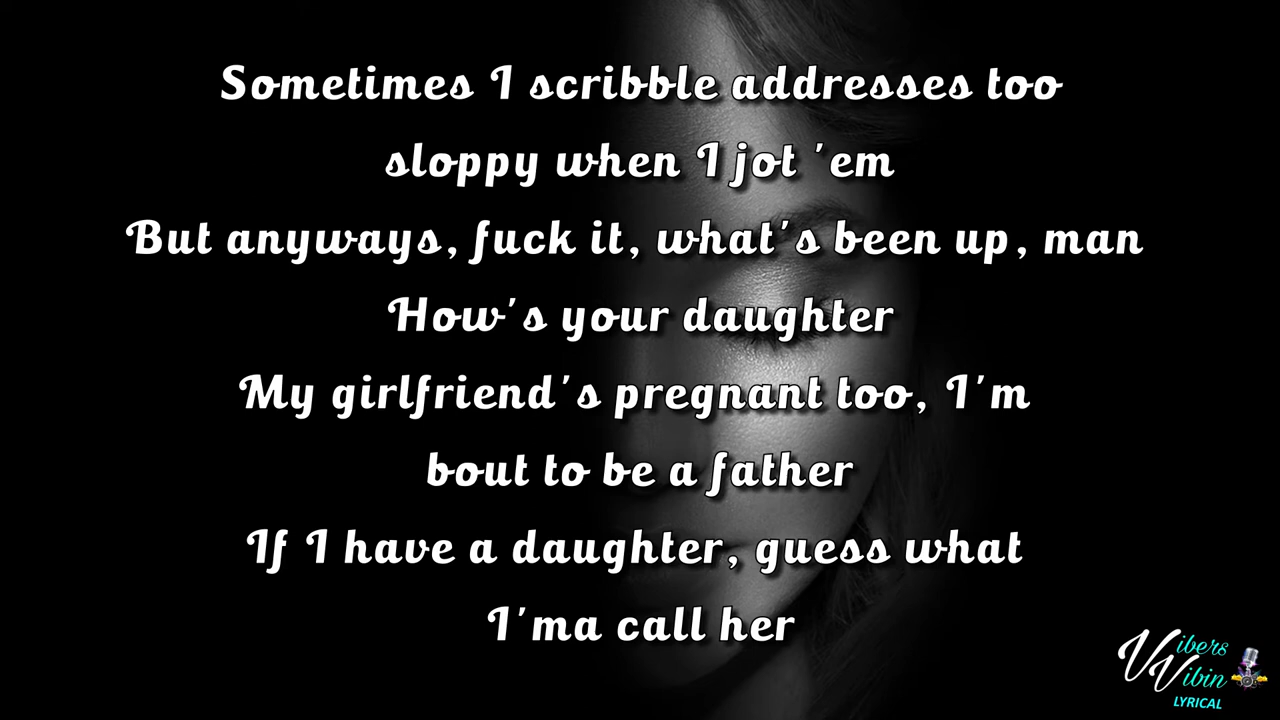 Sometimes I scribble addresses too
sloppy when I jot 'em
But anyways, fuck it, what's been up, man
How's your daughter
My girlfriend's pregnant too, I'm
bout to be a father
If I have a daughter, guess what
I'ma call her
Vibers
Vibin
LYRICAL